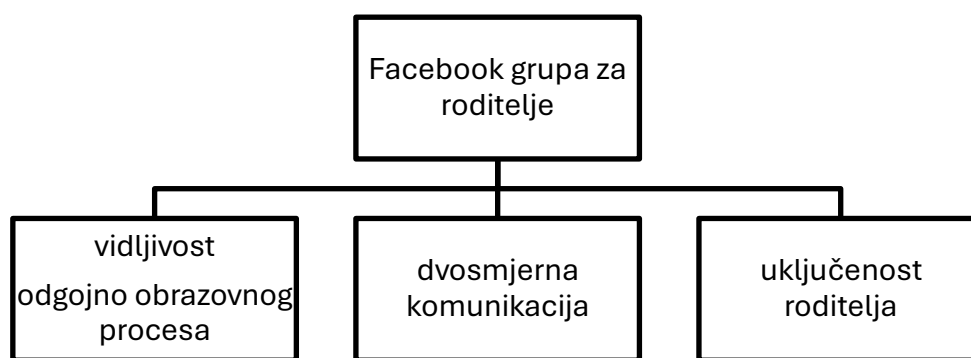 Facebook grupa za
roditelje
vidljivost
odgojno obrazovnog
procesa
dvosmjerna
komunikacija
uključenost
roditelja